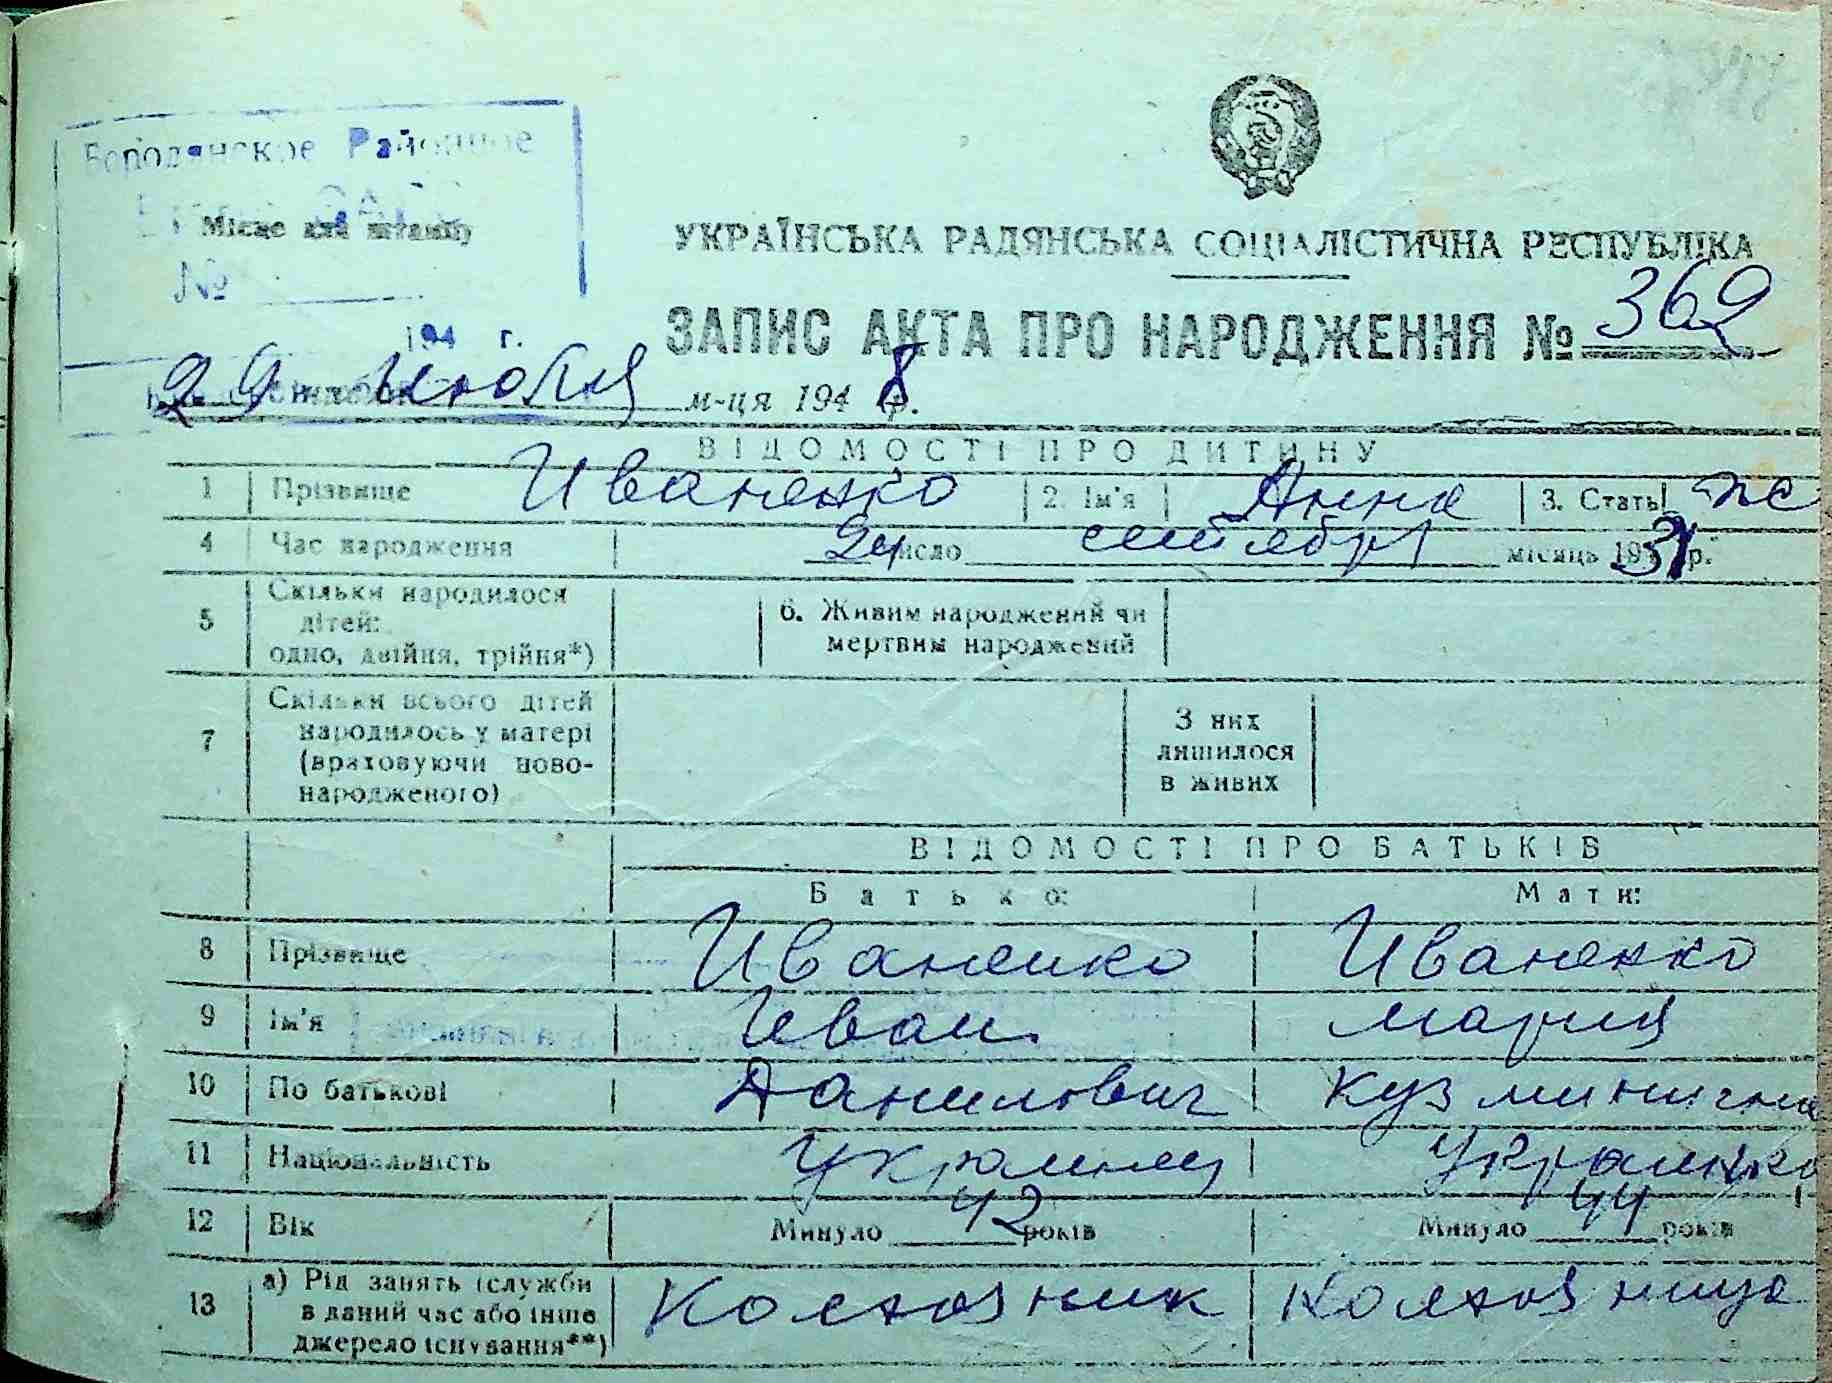 Бородянское Районное
Місце для штампу
№
194 г.
УКРАЇНСЬКА РАДЯНСЬКА СОЦІАЛІСТИЧНА РЕСПУБЛІКА
ЗАПИС АКТА ПРО НАРОДЖЕННЯ № 362
29 июля м-ця 1948 р.
ВІДОМОСТІ ПРО ДИТИНУ
1 Прізвище Иваненко 2. Ім'я Анна 3. Стать ж
4 Час народження 24 число сентября місяць 1931 р.
5 Скільки народилося дітей: одно, двійня, трійня*) 6. Живим народжений чи мертвим народжений
7 Скільки всього дітей народилось у матері (враховуючи новонародженого) З них лишилося в живих
ВІДОМОСТІ ПРО БАТЬКІВ
Батько: Мати:
8 Прізвище Иваненко Иваненко
9 Ім'я Иван Мария
10 По батькові Данилович Кузминична
11 Національність Украинец Украинка
12 Вік Минуло 42 років Минуло 44 років
13 а) Рід занять (служби в даний час або інше джерело існування**) Колхозник Колхозница